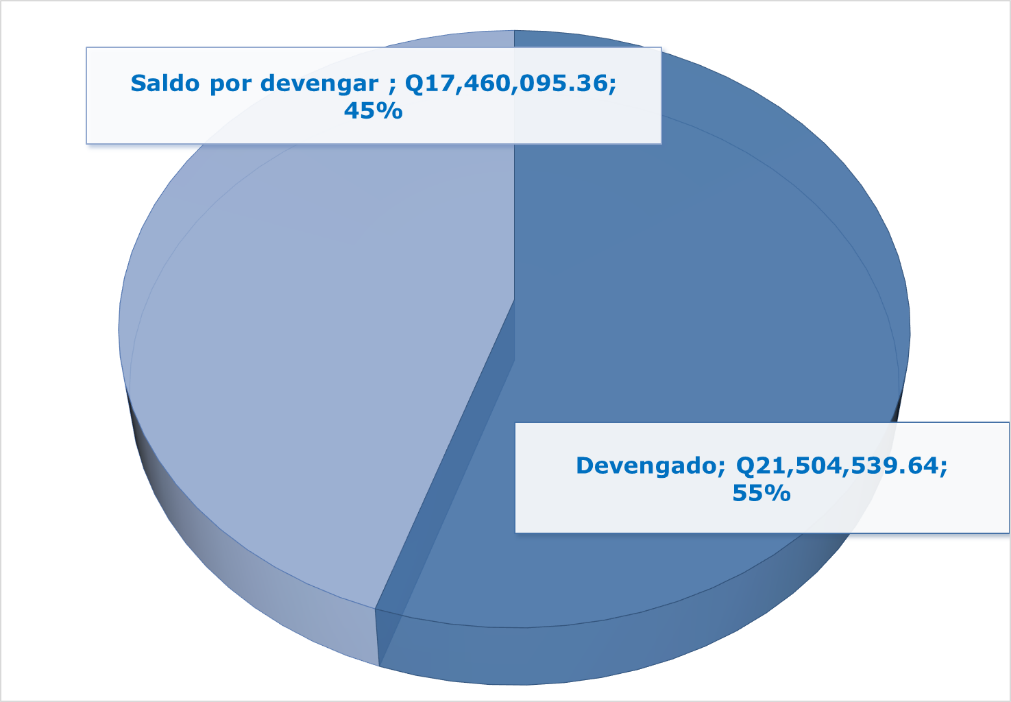 Saldo por devengar ; Q17,460,095.36;
45%
Devengado; Q21,504,539.64;
55%